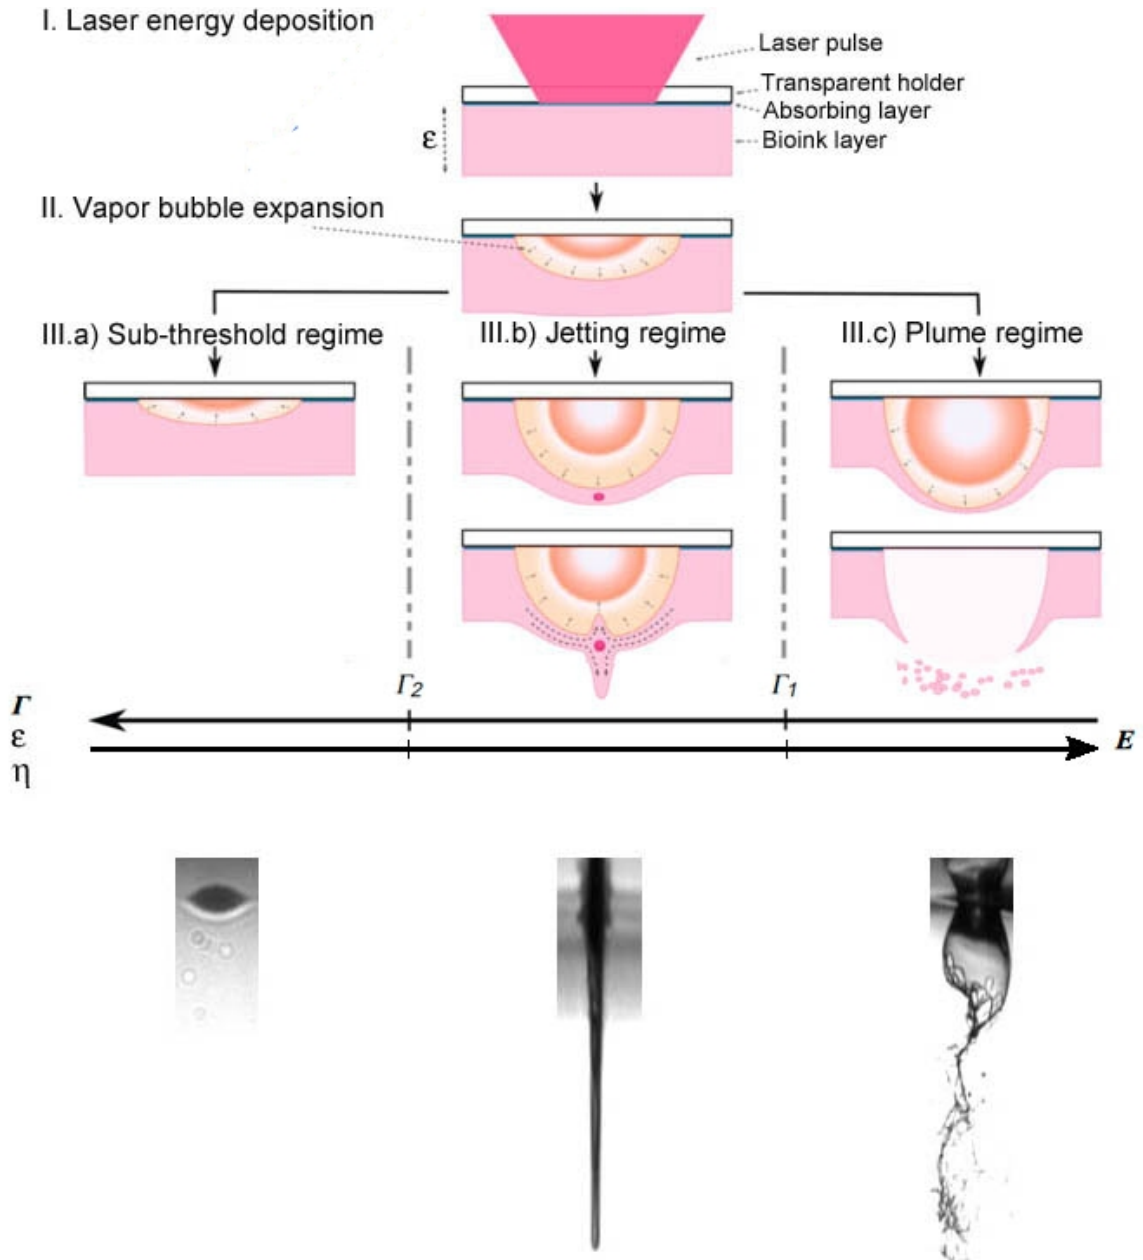 I. Laser energy deposition
Laser pulse
Transparent holder
Absorbing layer
Bioink layer
ε
II. Vapor bubble expansion
III.a) Sub-threshold regime
III.b) Jetting regime
III.c) Plume regime
Γ2
Γ1
Γ
ε
η
E